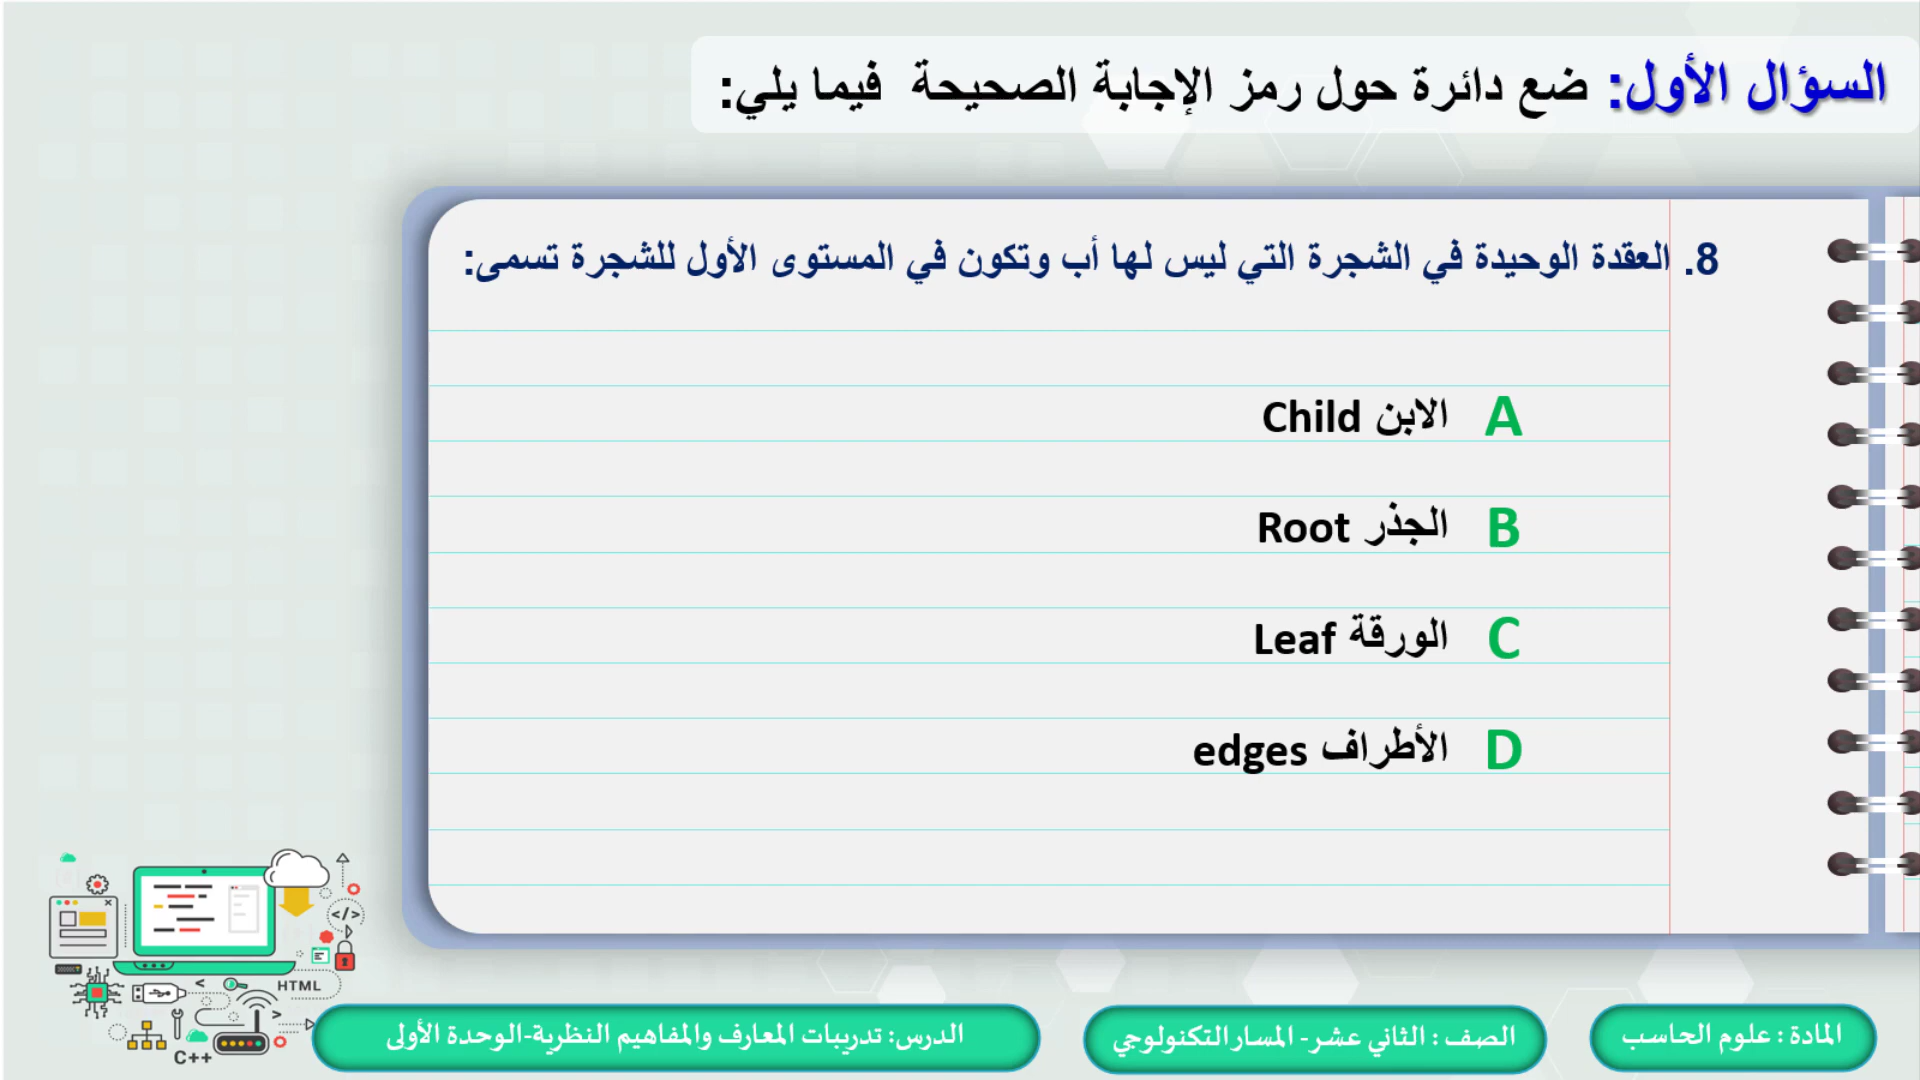 السؤال الأول: ضع دائرة حول رمز الإجابة الصحيحة فيما يلي:
8. العقدة الوحيدة في الشجرة التي ليس لها أب وتكون في المستوى الأول للشجرة تسمى:
A الابن Child
B الجذر Root
C الورقة Leaf
D الأطراف edges
</>
HTML
C++
المادة : علوم الحاسب
الصف : الثاني عشر- المسار التكنولوجي
الدرس: تدريبات المعارف والمفاهيم النظرية-الوحدة الأولى